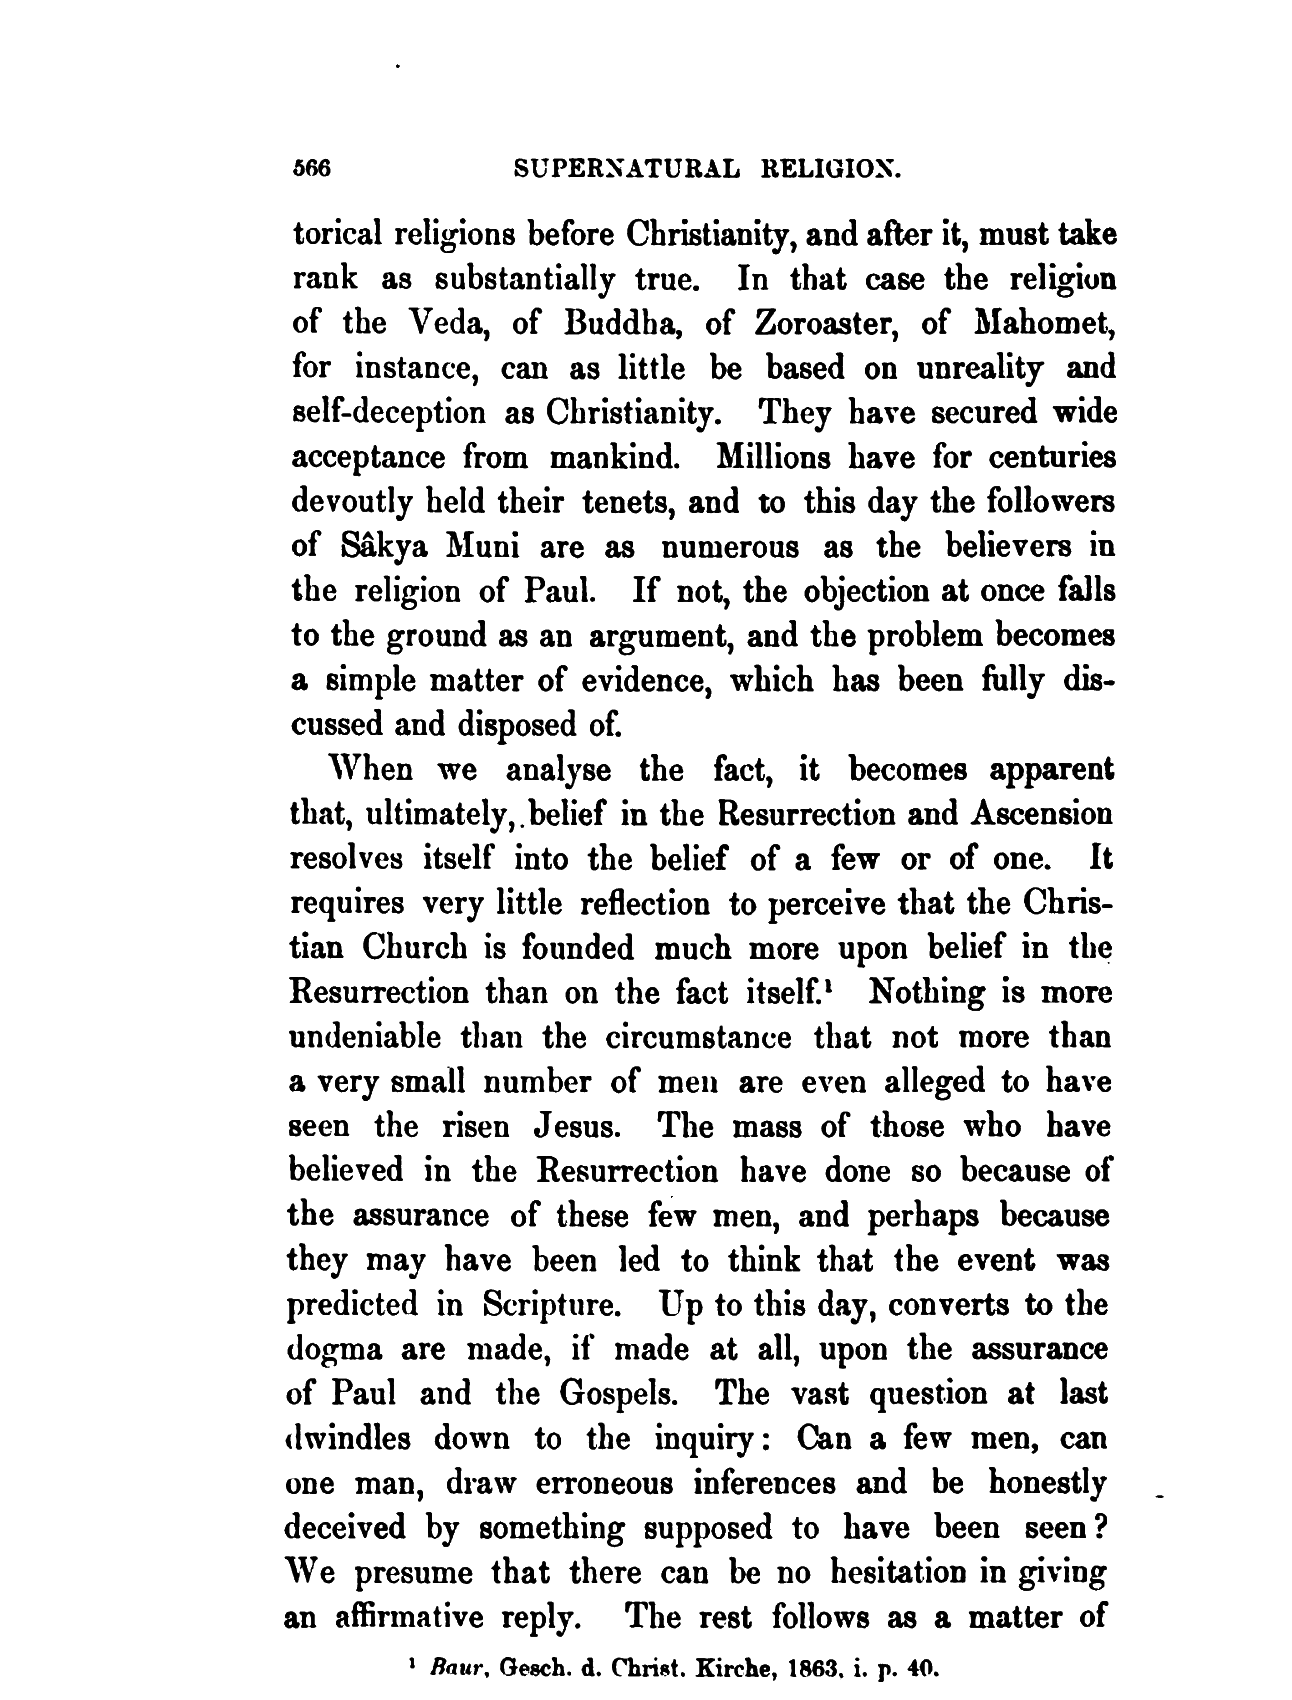 566 SUPERNATURAL RELIGION.
torical religions before Christianity, and after it, must take
rank as substantially true. In that case the religion
of the Veda, of Buddha, of Zoroaster, of Mahomet,
for instance, can as little be based on unreality and
self-deception as Christianity. They have secured wide
acceptance from mankind. Millions have for centuries
devoutly held their tenets, and to this day the followers
of Sâkya Muni are as numerous as the believers in
the religion of Paul. If not, the objection at once falls
to the ground as an argument, and the problem becomes
a simple matter of evidence, which has been fully dis-
cussed and disposed of.
When we analyse the fact, it becomes apparent
that, ultimately, belief in the Resurrection and Ascension
resolves itself into the belief of a few or of one. It
requires very little reflection to perceive that the Chris-
tian Church is founded much more upon belief in the
Resurrection than on the fact itself.¹ Nothing is more
undeniable than the circumstance that not more than
a very small number of men are even alleged to have
seen the risen Jesus. The mass of those who have
believed in the Resurrection have done so because of
the assurance of these few men, and perhaps because
they may have been led to think that the event was
predicted in Scripture. Up to this day, converts to the
dogma are made, if made at all, upon the assurance
of Paul and the Gospels. The vast question at last
dwindles down to the inquiry: Can a few men, can
one man, draw erroneous inferences and be honestly
deceived by something supposed to have been seen?
We presume that there can be no hesitation in giving
an affirmative reply. The rest follows as a matter of
¹ Baur, Gesch. d. Christ. Kirche, 1863, i. p. 40.